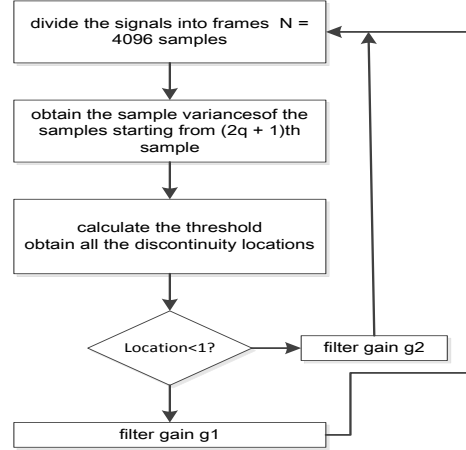 divide the signals into frames N =
4096 samples
obtain the sample variancesof the
samples starting from (2q + 1)th
sample
calculate the threshold
obtain all the discontinuity locations
Location<1?
filter gain g2
filter gain g1